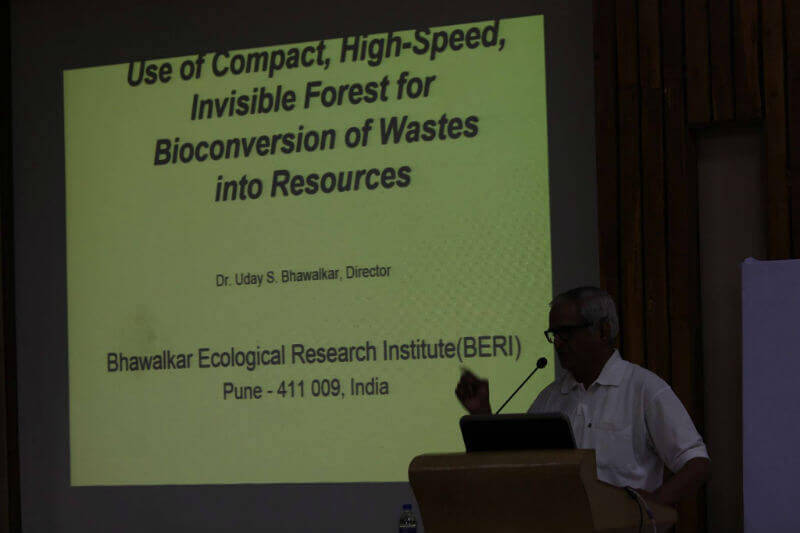 Use of Compact, High-Speed,
Invisible Forest for
Bioconversion of Wastes
into Resources
Dr. Uday S. Bhawalkar, Director
Bhawalkar Ecological Research Institute(BERI)
Pune - 411 009, India